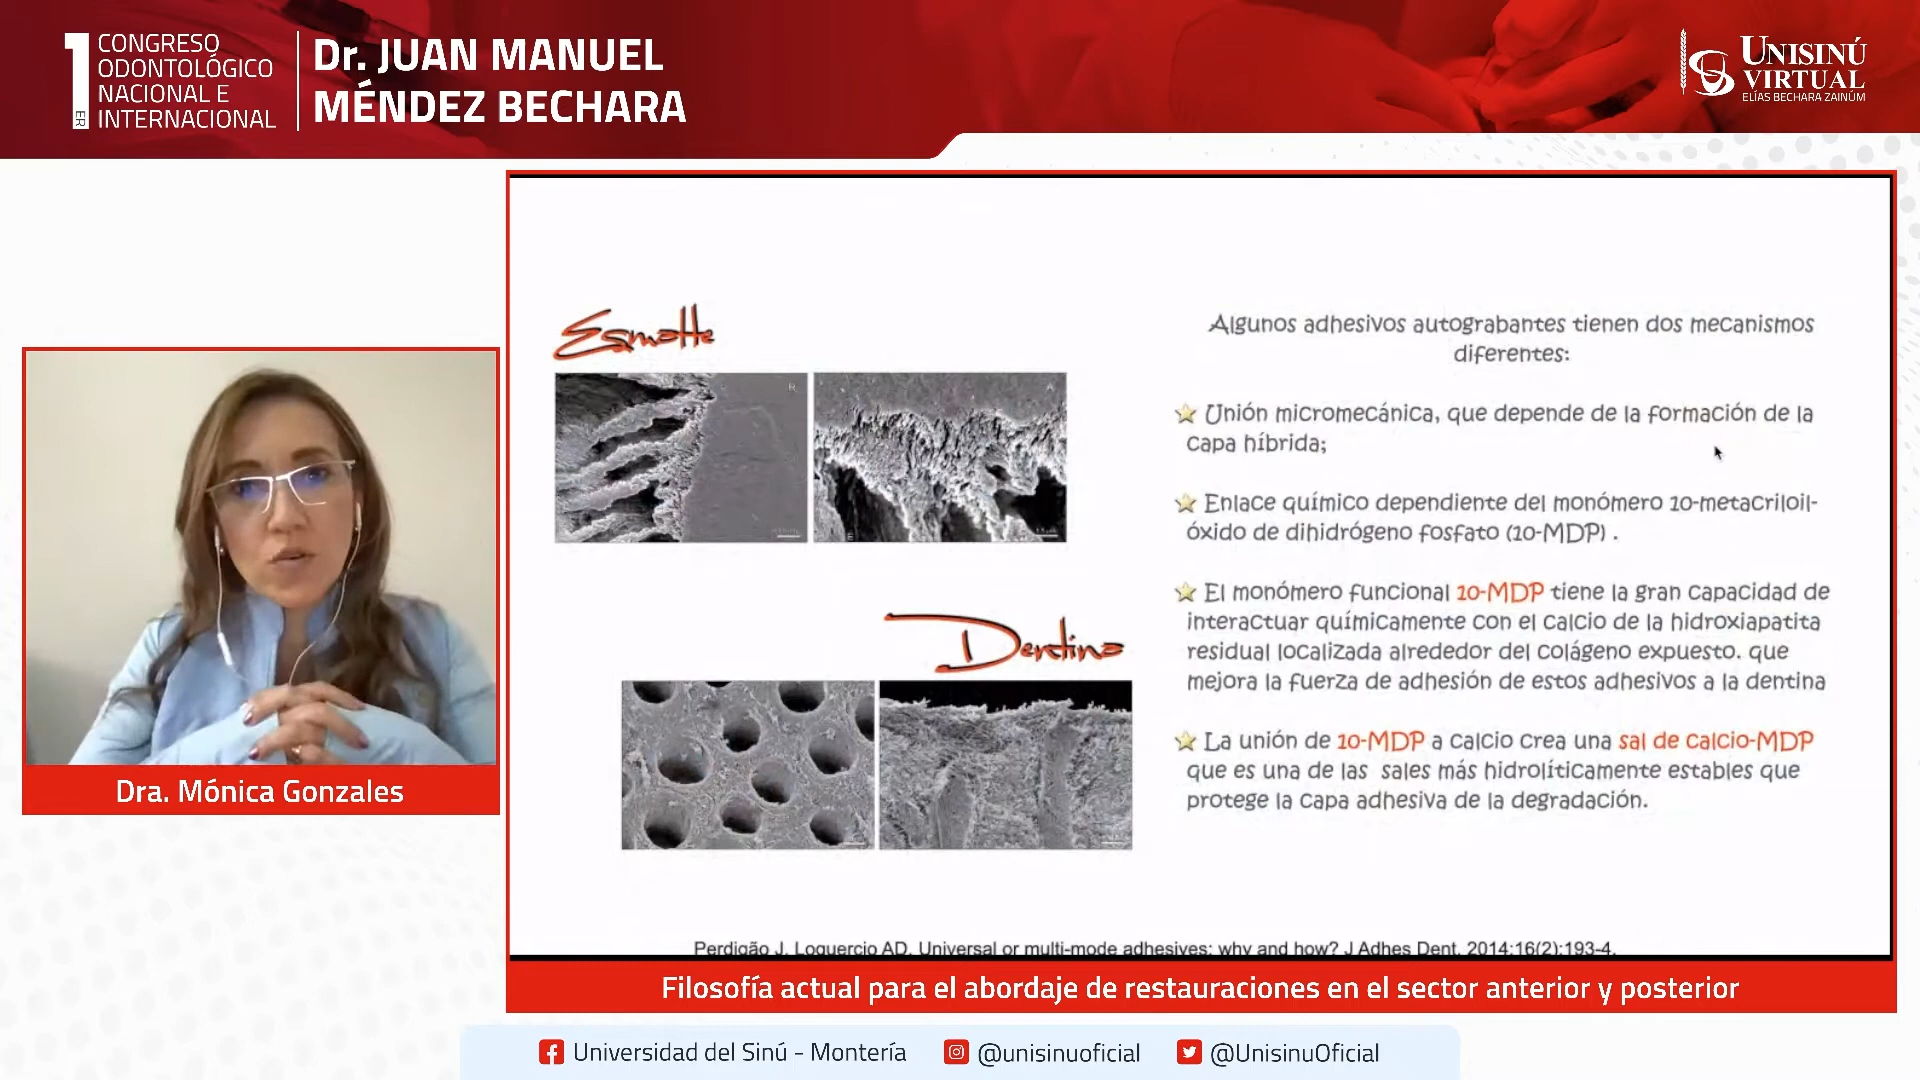 1
ER
CONGRESO
ODONTOLÓGICO
NACIONAL E
INTERNACIONAL
Dr. JUAN MANUEL
MÉNDEZ BECHARA
UNISINÚ
VIRTUAL
ELÍAS BECHARA ZAINÚM
Esmalte
Dentina
Algunos adhesivos autograbantes tienen dos mecanismos
diferentes:
Unión micromecánica, que depende de la formación de la
capa híbrida;
Enlace químico dependiente del monómero 10-metacriloil-
óxido de dihidrógeno fosfato (10-MDP) .
El monómero funcional 10-MDP tiene la gran capacidad de
interactuar químicamente con el calcio de la hidroxiapatita
residual localizada alrededor del colágeno expuesto. que
mejora la fuerza de adhesión de estos adhesivos a la dentina
La unión de 10-MDP a calcio crea una sal de calcio-MDP
que es una de las sales más hidrolíticamente estables que
protege la capa adhesiva de la degradación.
Perdigão J, Loguercio AD. Universal or multi-mode adhesives: why and how? J Adhes Dent. 2014;16(2):193-4.
Dra. Mónica Gonzales
Filosofía actual para el abordaje de restauraciones en el sector anterior y posterior
Universidad del Sinú - Montería
@unisinuoficial
@UnisinuOficial